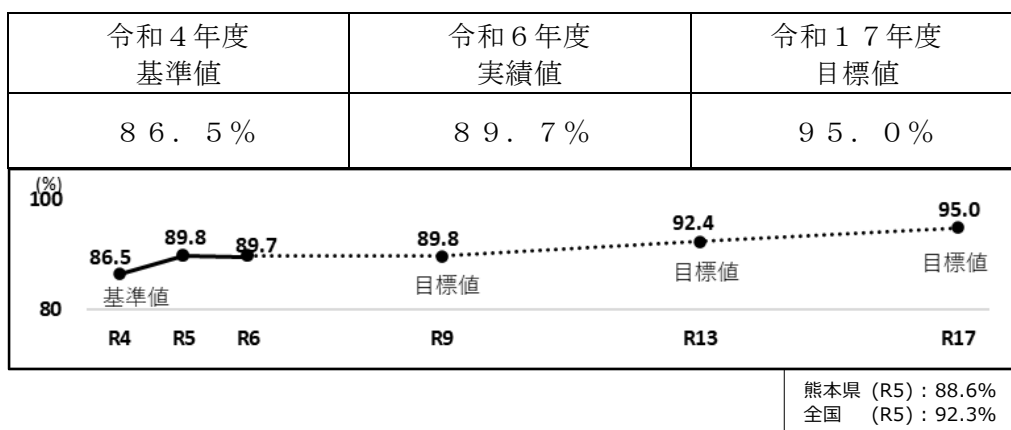 令和４年度
基準値
令和６年度
実績値
令和１７年度
目標値
８６．５％
８９．７％
９５．０％
(%)
100
80
86.5
89.8
89.7
89.8
92.4
95.0
基準値
目標値
目標値
目標値
R4 R5 R6 R9 R13 R17
熊本県 (R5)：88.6%
全国 (R5)：92.3%